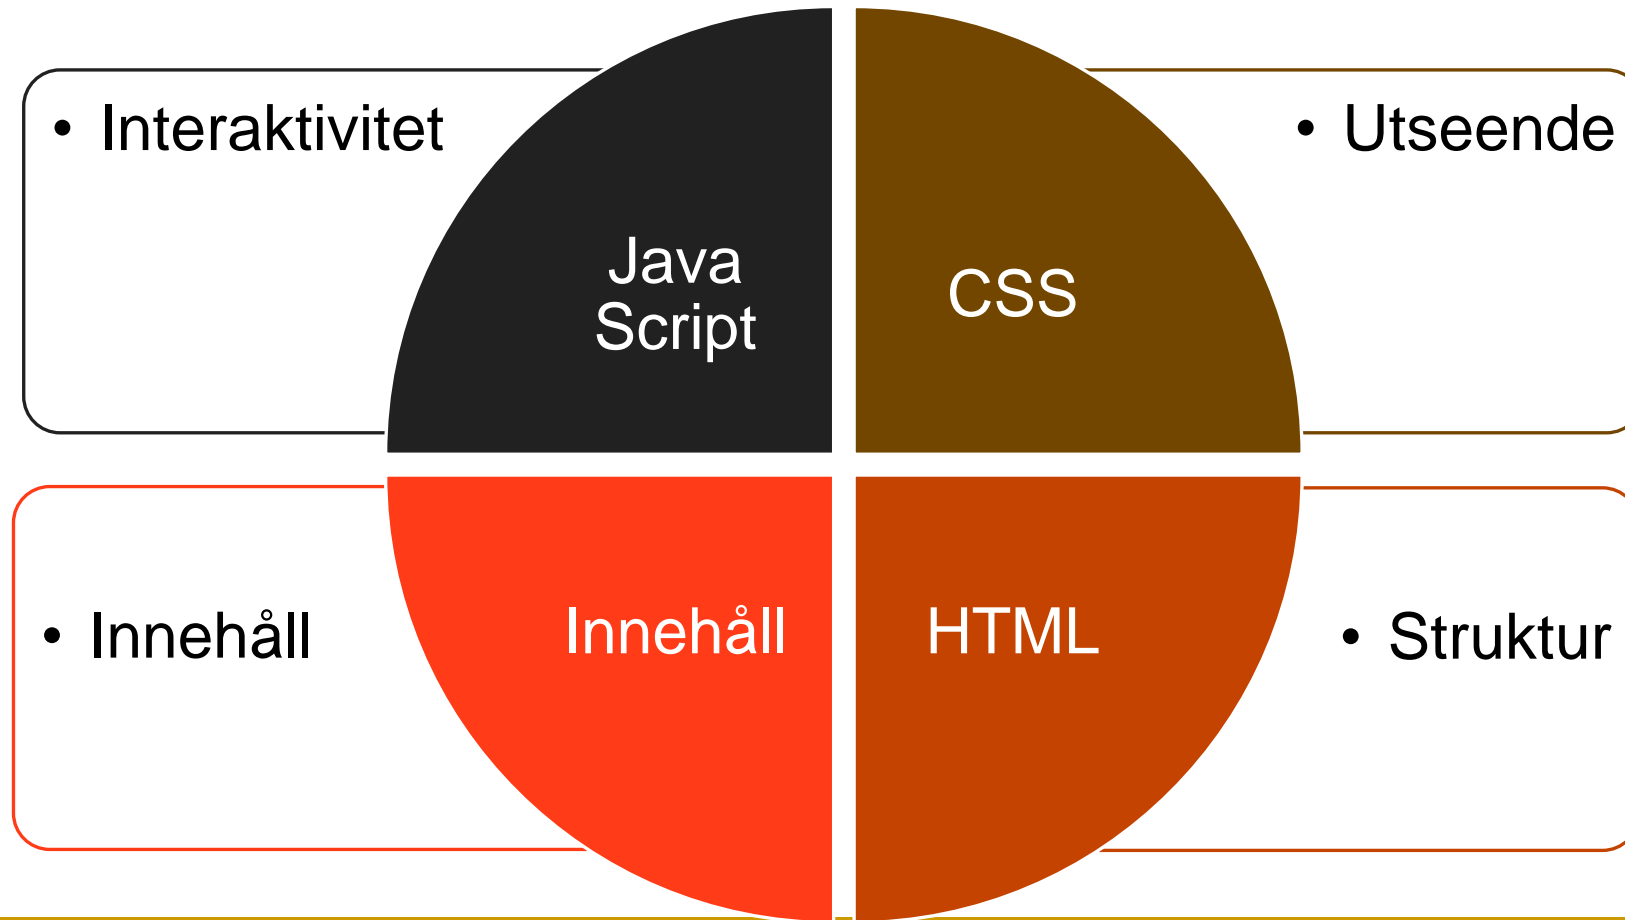 • Interaktivitet
• Utseende
Java
Script
CSS
Innehåll
HTML
• Innehåll
• Struktur